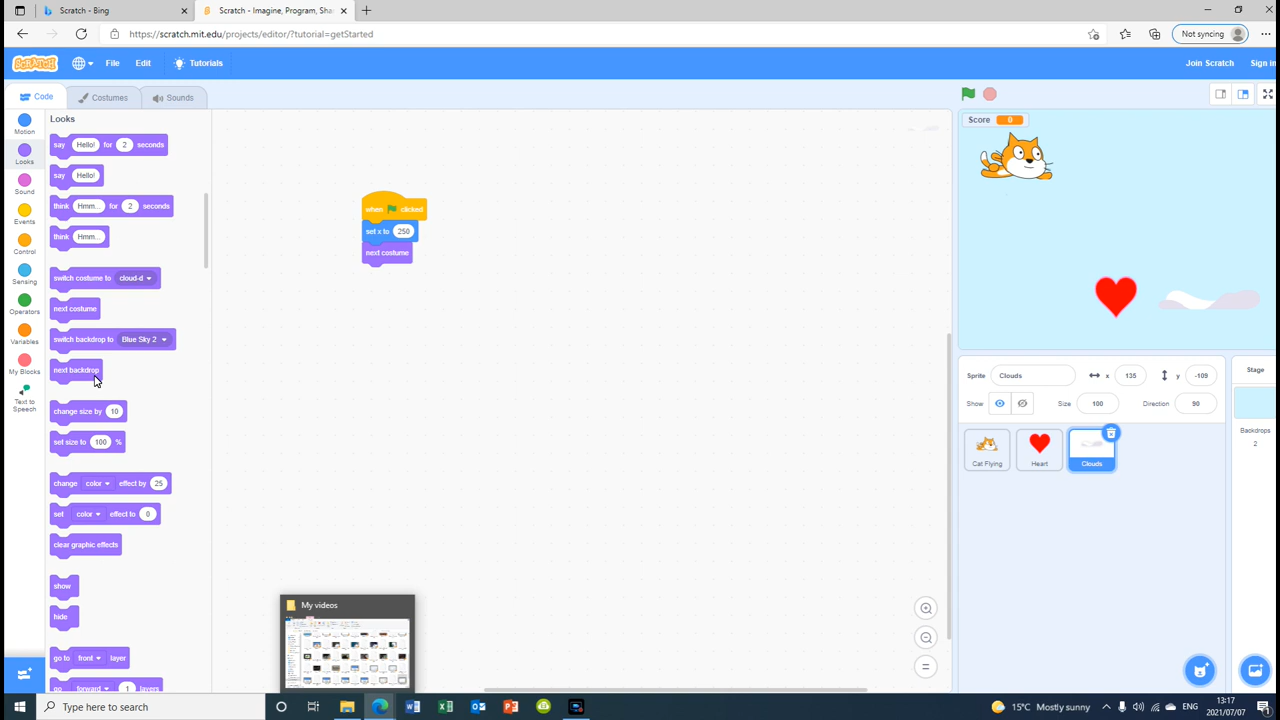 Scratch - Bing
Scratch - Imagine, Program, Sha
https://scratch.mit.edu/projects/editor/?tutorial=getStarted
Not syncing
SCRATCH
File
Edit
Tutorials
Join Scratch
Sign in
Code
Costumes
Sounds
Motion
Looks
Sound
Events
Control
Sensing
Operators
Variables
My Blocks
Text to
Speech
Looks
say Hello! for 2 seconds
say Hello!
think Hmm... for 2 seconds
think Hmm...
switch costume to cloud-d
next costume
switch backdrop to Blue Sky 2
next backdrop
change size by 10
set size to 100 %
change color effect by 25
set color effect to 0
clear graphic effects
show
hide
go to front layer
go forward 1 layers
when clicked
set x to 250
next costume
Score 0
Sprite Clouds x 135 y -109
Show Size 100 Direction 90
Cat Flying
Heart
Clouds
Stage
Backdrops
2
My videos
Type here to search
15°C Mostly sunny
13:17
2021/07/07